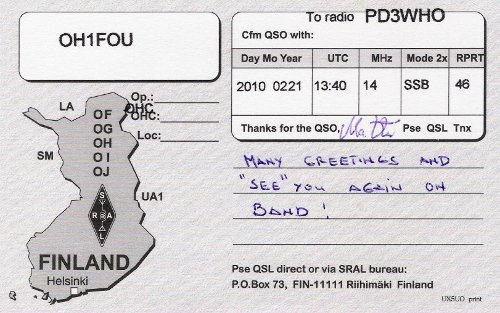 To radio PD3WHO
OH1FOU
Cfm QSO with:
Day Mo Year UTC MHz Mode 2x RPRT
2010 0221 13:40 14 SSB 46
Thanks for the QSO, Pse QSL Tnx
Op.:
OHC
OHC:
Loc:
LA
OF
OG
OH
OI
OJ
SM
UA1
SRAL
FINLAND
Helsinki
MANY GREETINGS AND
"SEE" YOU AGAIN ON
BAND!
Pse QSL direct or via SRAL bureau:
P.O.Box 73, FIN-11111 Riihimäki Finland
UX5UO print